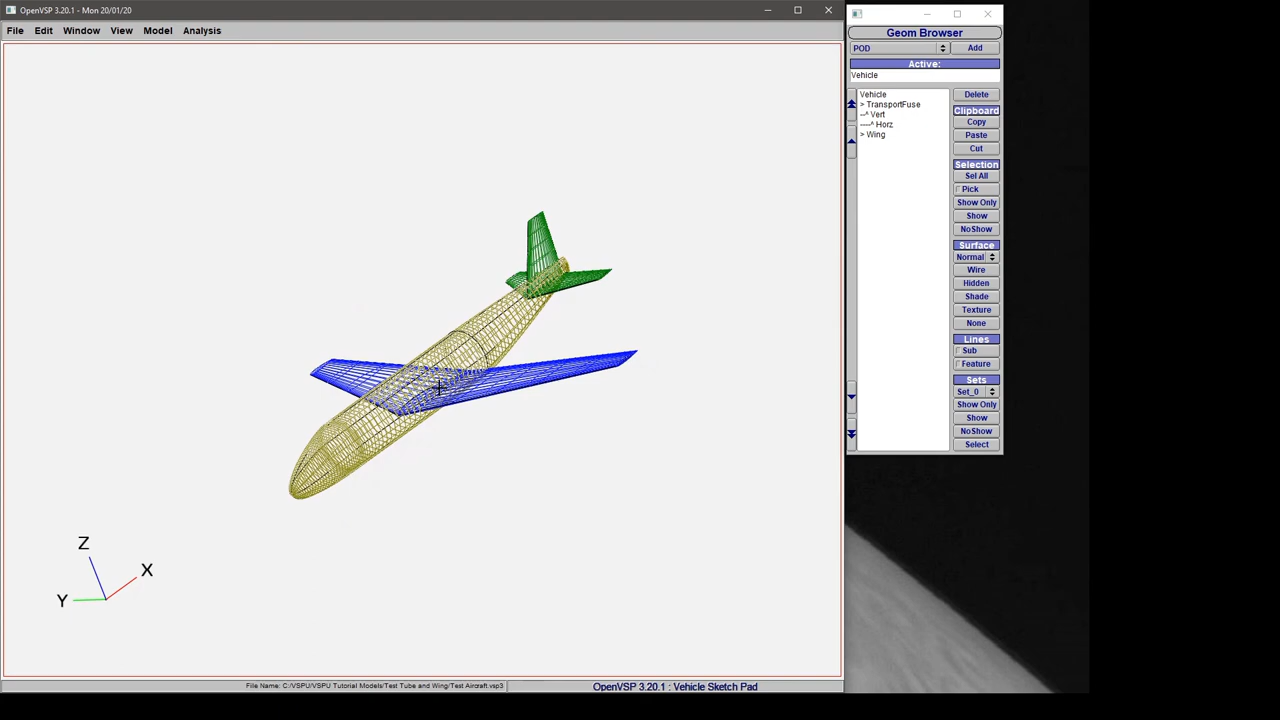 OpenVSP 3.20.1 - Mon 20/01/20
File Edit Window View Model Analysis
Z
X
Y
File Name: C:/VSPU/VSPU Tutorial Models/Test Tube and Wing/Test Aircraft.vsp3
OpenVSP 3.20.1 : Vehicle Sketch Pad
Geom Browser
POD
Add
Active:
Vehicle
Vehicle
> TransportFuse
--^ Vert
----^ Horz
> Wing
Delete
Clipboard
Copy
Paste
Cut
Selection
Sel All
Pick
Show Only
Show
NoShow
Surface
Normal
Wire
Hidden
Shade
Texture
None
Lines
Sub
Feature
Sets
Set_0
Show Only
Show
NoShow
Select